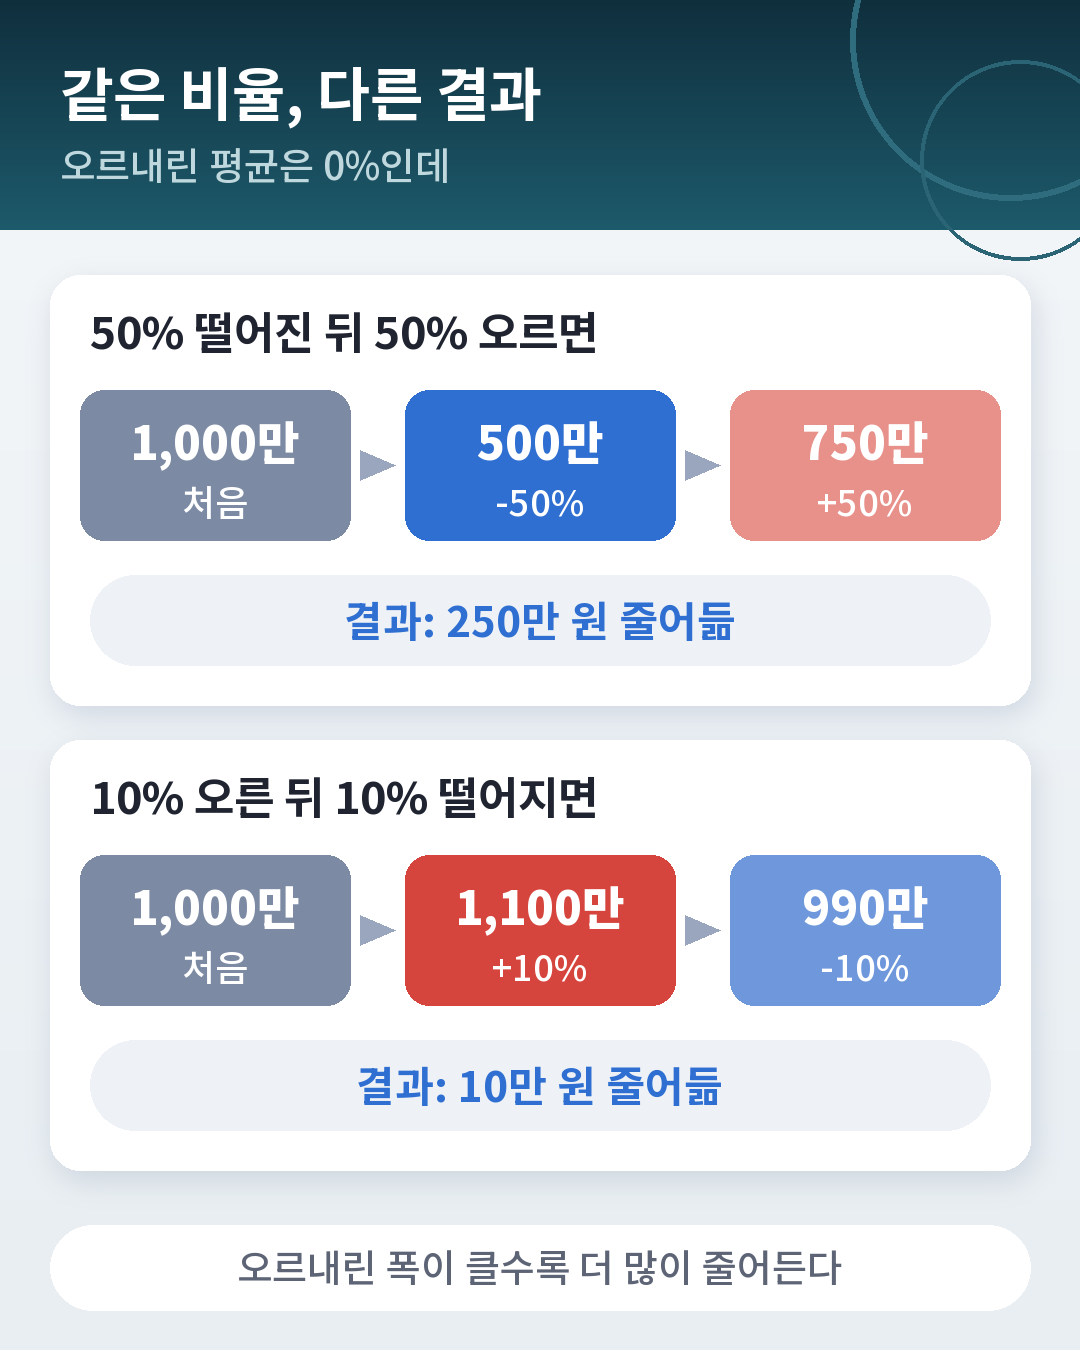 같은 비율, 다른 결과
오르내린 평균은 0%인데
50% 떨어진 뒤 50% 오르면
1,000만
처음
500만
-50%
750만
+50%
결과: 250만 원 줄어듦
10% 오른 뒤 10% 떨어지면
1,000만
처음
1,100만
+10%
990만
-10%
결과: 10만 원 줄어듦
오르내린 폭이 클수록 더 많이 줄어든다